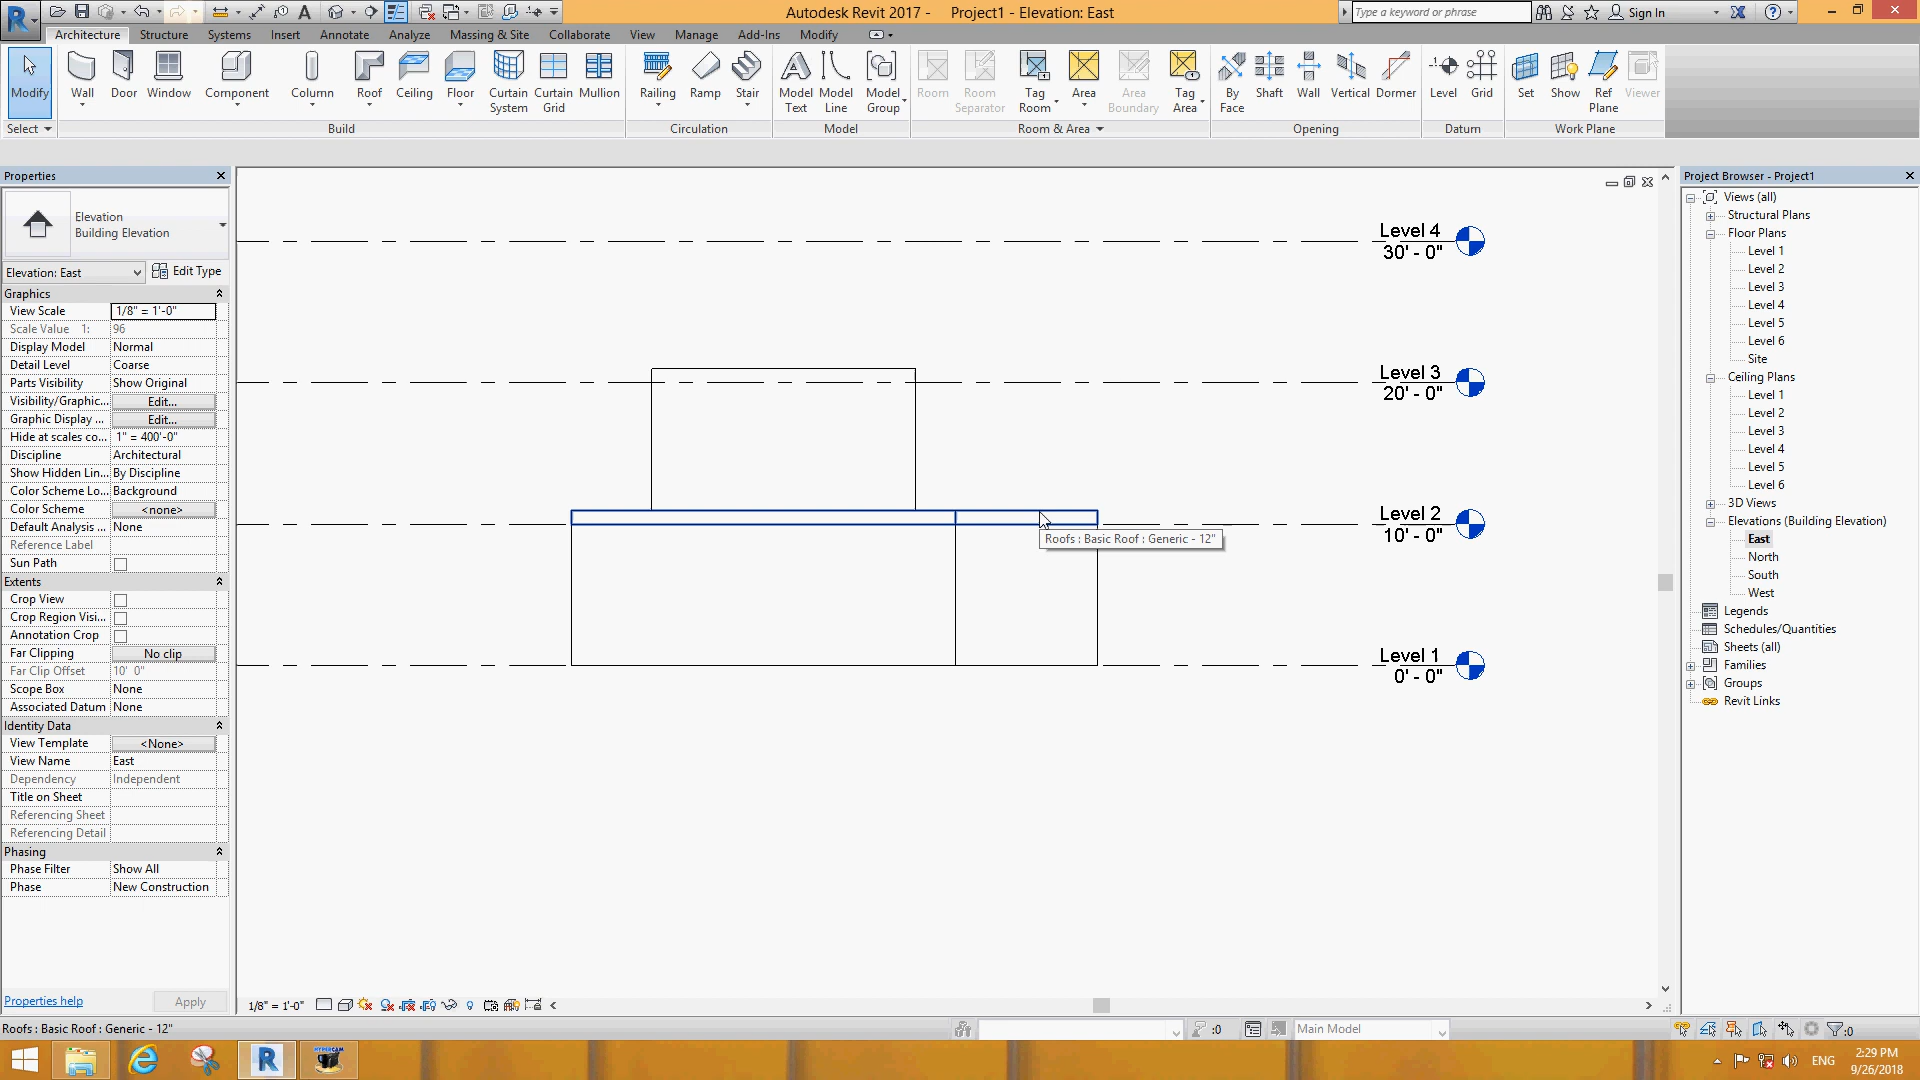 Autodesk Revit 2017 - Project1 - Elevation: East
Type a keyword or phrase
Sign In
Architecture Structure Systems Insert Annotate Analyze Massing & Site Collaborate View Manage Add-Ins Modify
Modify Wall Door Window Component Column Roof Ceiling Floor Curtain System Curtain Grid Mullion Railing Ramp Stair Model Text Model Line Model Group Room Room Separator Tag Room Area Area Boundary Tag Area By Face Shaft Wall Vertical Dormer Level Grid Set Show Ref Plane Viewer
Select Build Circulation Model Room & Area Opening Datum Work Plane
Properties
Elevation
Building Elevation
Elevation: East Edit Type
Graphics
View Scale 1/8" = 1'-0"
Scale Value 1: 96
Display Model Normal
Detail Level Coarse
Parts Visibility Show Original
Visibility/Graphic... Edit...
Graphic Display ... Edit...
Hide at scales co... 1" = 400'-0"
Discipline Architectural
Show Hidden Lin... By Discipline
Color Scheme Lo... Background
Color Scheme <none>
Default Analysis ... None
Reference Label
Sun Path
Extents
Crop View
Crop Region Visi...
Annotation Crop
Far Clipping No clip
Far Clip Offset 10' 0"
Scope Box None
Associated Datum None
Identity Data
View Template <None>
View Name East
Dependency Independent
Title on Sheet
Referencing Sheet
Referencing Detail
Phasing
Phase Filter Show All
Phase New Construction
Properties help Apply
Level 4
30' - 0"
Level 3
20' - 0"
Level 2
10' - 0"
Level 1
0' - 0"
Roofs : Basic Roof : Generic - 12"
1/8" = 1'-0"
Project Browser - Project1
Views (all)
Structural Plans
Floor Plans
Level 1
Level 2
Level 3
Level 4
Level 5
Level 6
Site
Ceiling Plans
Level 1
Level 2
Level 3
Level 4
Level 5
Level 6
3D Views
Elevations (Building Elevation)
East
North
South
West
Legends
Schedules/Quantities
Sheets (all)
Families
Groups
Revit Links
Roofs : Basic Roof : Generic - 12"
:0
Main Model
:0
HYPERCAM
ENG
2:29 PM
9/26/2018